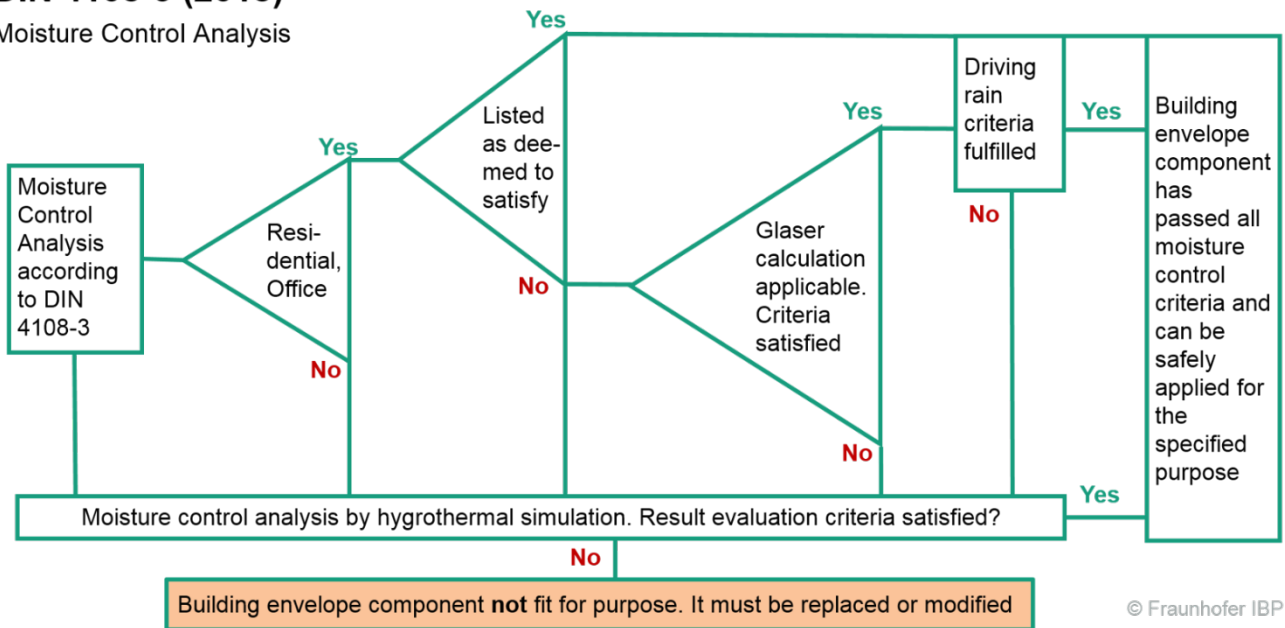 Moisture Control Analysis
Yes
Listed
as dee-
med to
satisfy
No
Yes
Resi-
dential,
Office
No
Moisture
Control
Analysis
according
to DIN
4108-3
Yes
Glaser
calculation
applicable.
Criteria
satisfied
No
Driving
rain
criteria
fulfilled
Yes
No
Building
envelope
component
has
passed all
moisture
control
criteria and
can be
safely
applied for
the
specified
purpose
Moisture control analysis by hygrothermal simulation. Result evaluation criteria satisfied?
Yes
No
Building envelope component not fit for purpose. It must be replaced or modified
© Fraunhofer IBP